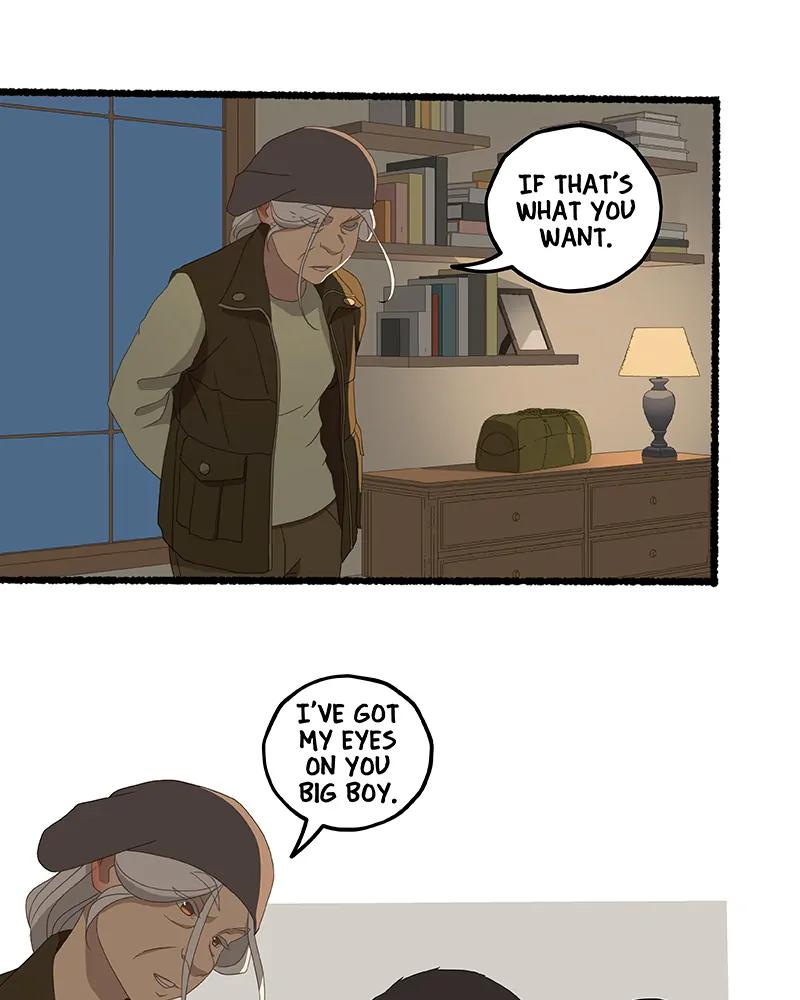 IF THAT'S
WHAT YOU
WANT.
I'VE GOT
MY EYES
ON YOU
BIG BOY.